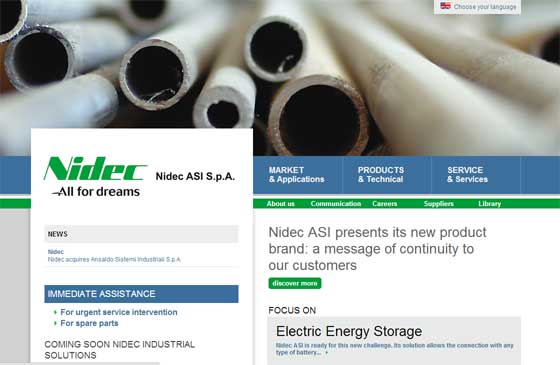 Choose your language
Nidec
All for dreams
Nidec ASI S.p.A.
MARKET
& Applications
PRODUCTS
& Technical
SERVICE
& Services
About us
Communication
Careers
Suppliers
Library
NEWS
Nidec
Nidec acquires Ansaldo Sistemi Industriali S.p.A
IMMEDIATE ASSISTANCE
For urgent service intervention
For spare parts
COMING SOON NIDEC INDUSTRIAL
SOLUTIONS
Nidec ASI presents its new product
brand: a message of continuity to
our customers
discover more
FOCUS ON
Electric Energy Storage
Nidec ASI is ready for this new challenge. Its solution allows the connection with any
type of battery...